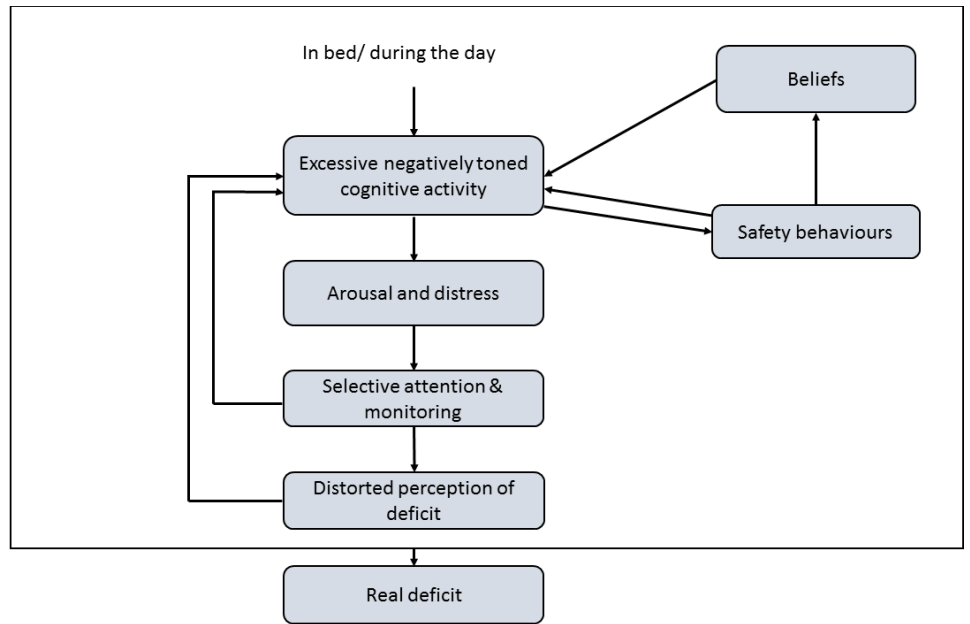 In bed/ during the day
Beliefs
Excessive negatively toned
cognitive activity
Safety behaviours
Arousal and distress
Selective attention &
monitoring
Distorted perception of
deficit
Real deficit